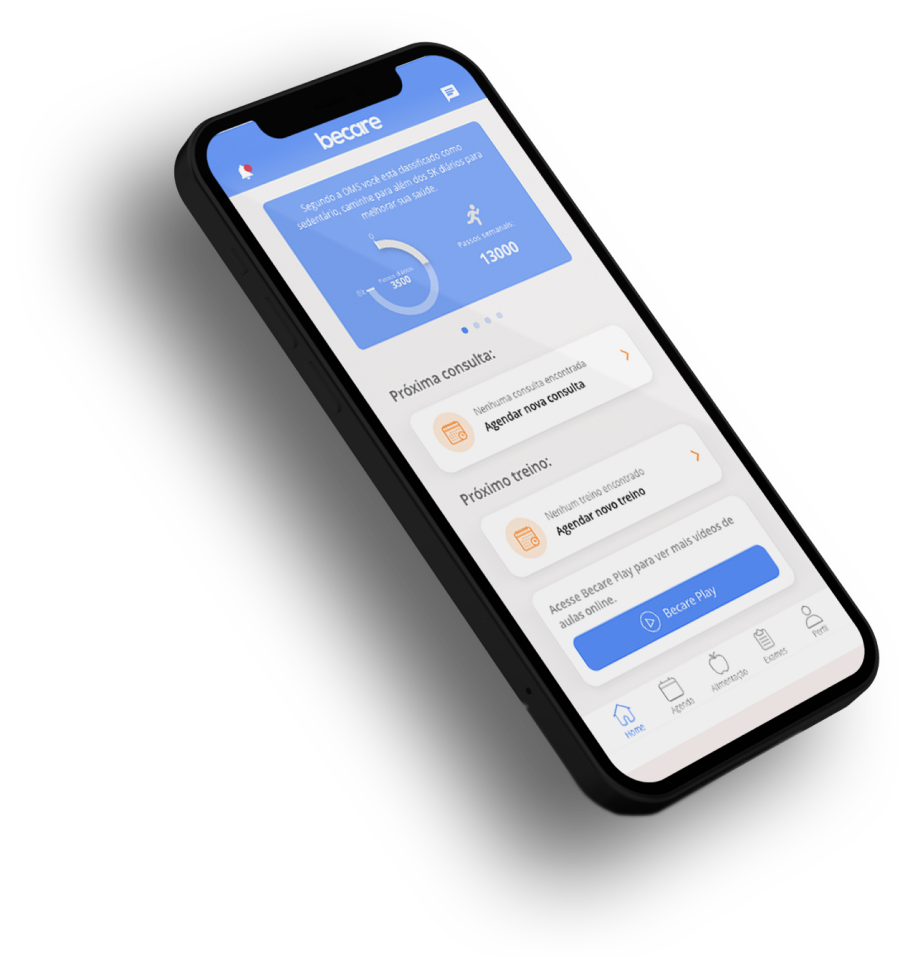 becare
Segundo a OMS você está classificado como
sedentário, caminhe para além dos 5K diários para
melhorar sua saúde.
0
Passos diários
3500
5k
Passos semanais:
13000
Próxima consulta:
Nenhuma consulta encontrada
Agendar nova consulta
Próximo treino:
Nenhum treino encontrado
Agendar novo treino
Acesse Becare Play para ver mais vídeos de
aulas online.
Becare Play
Home
Agenda
Alimentação
Exames
Perfil